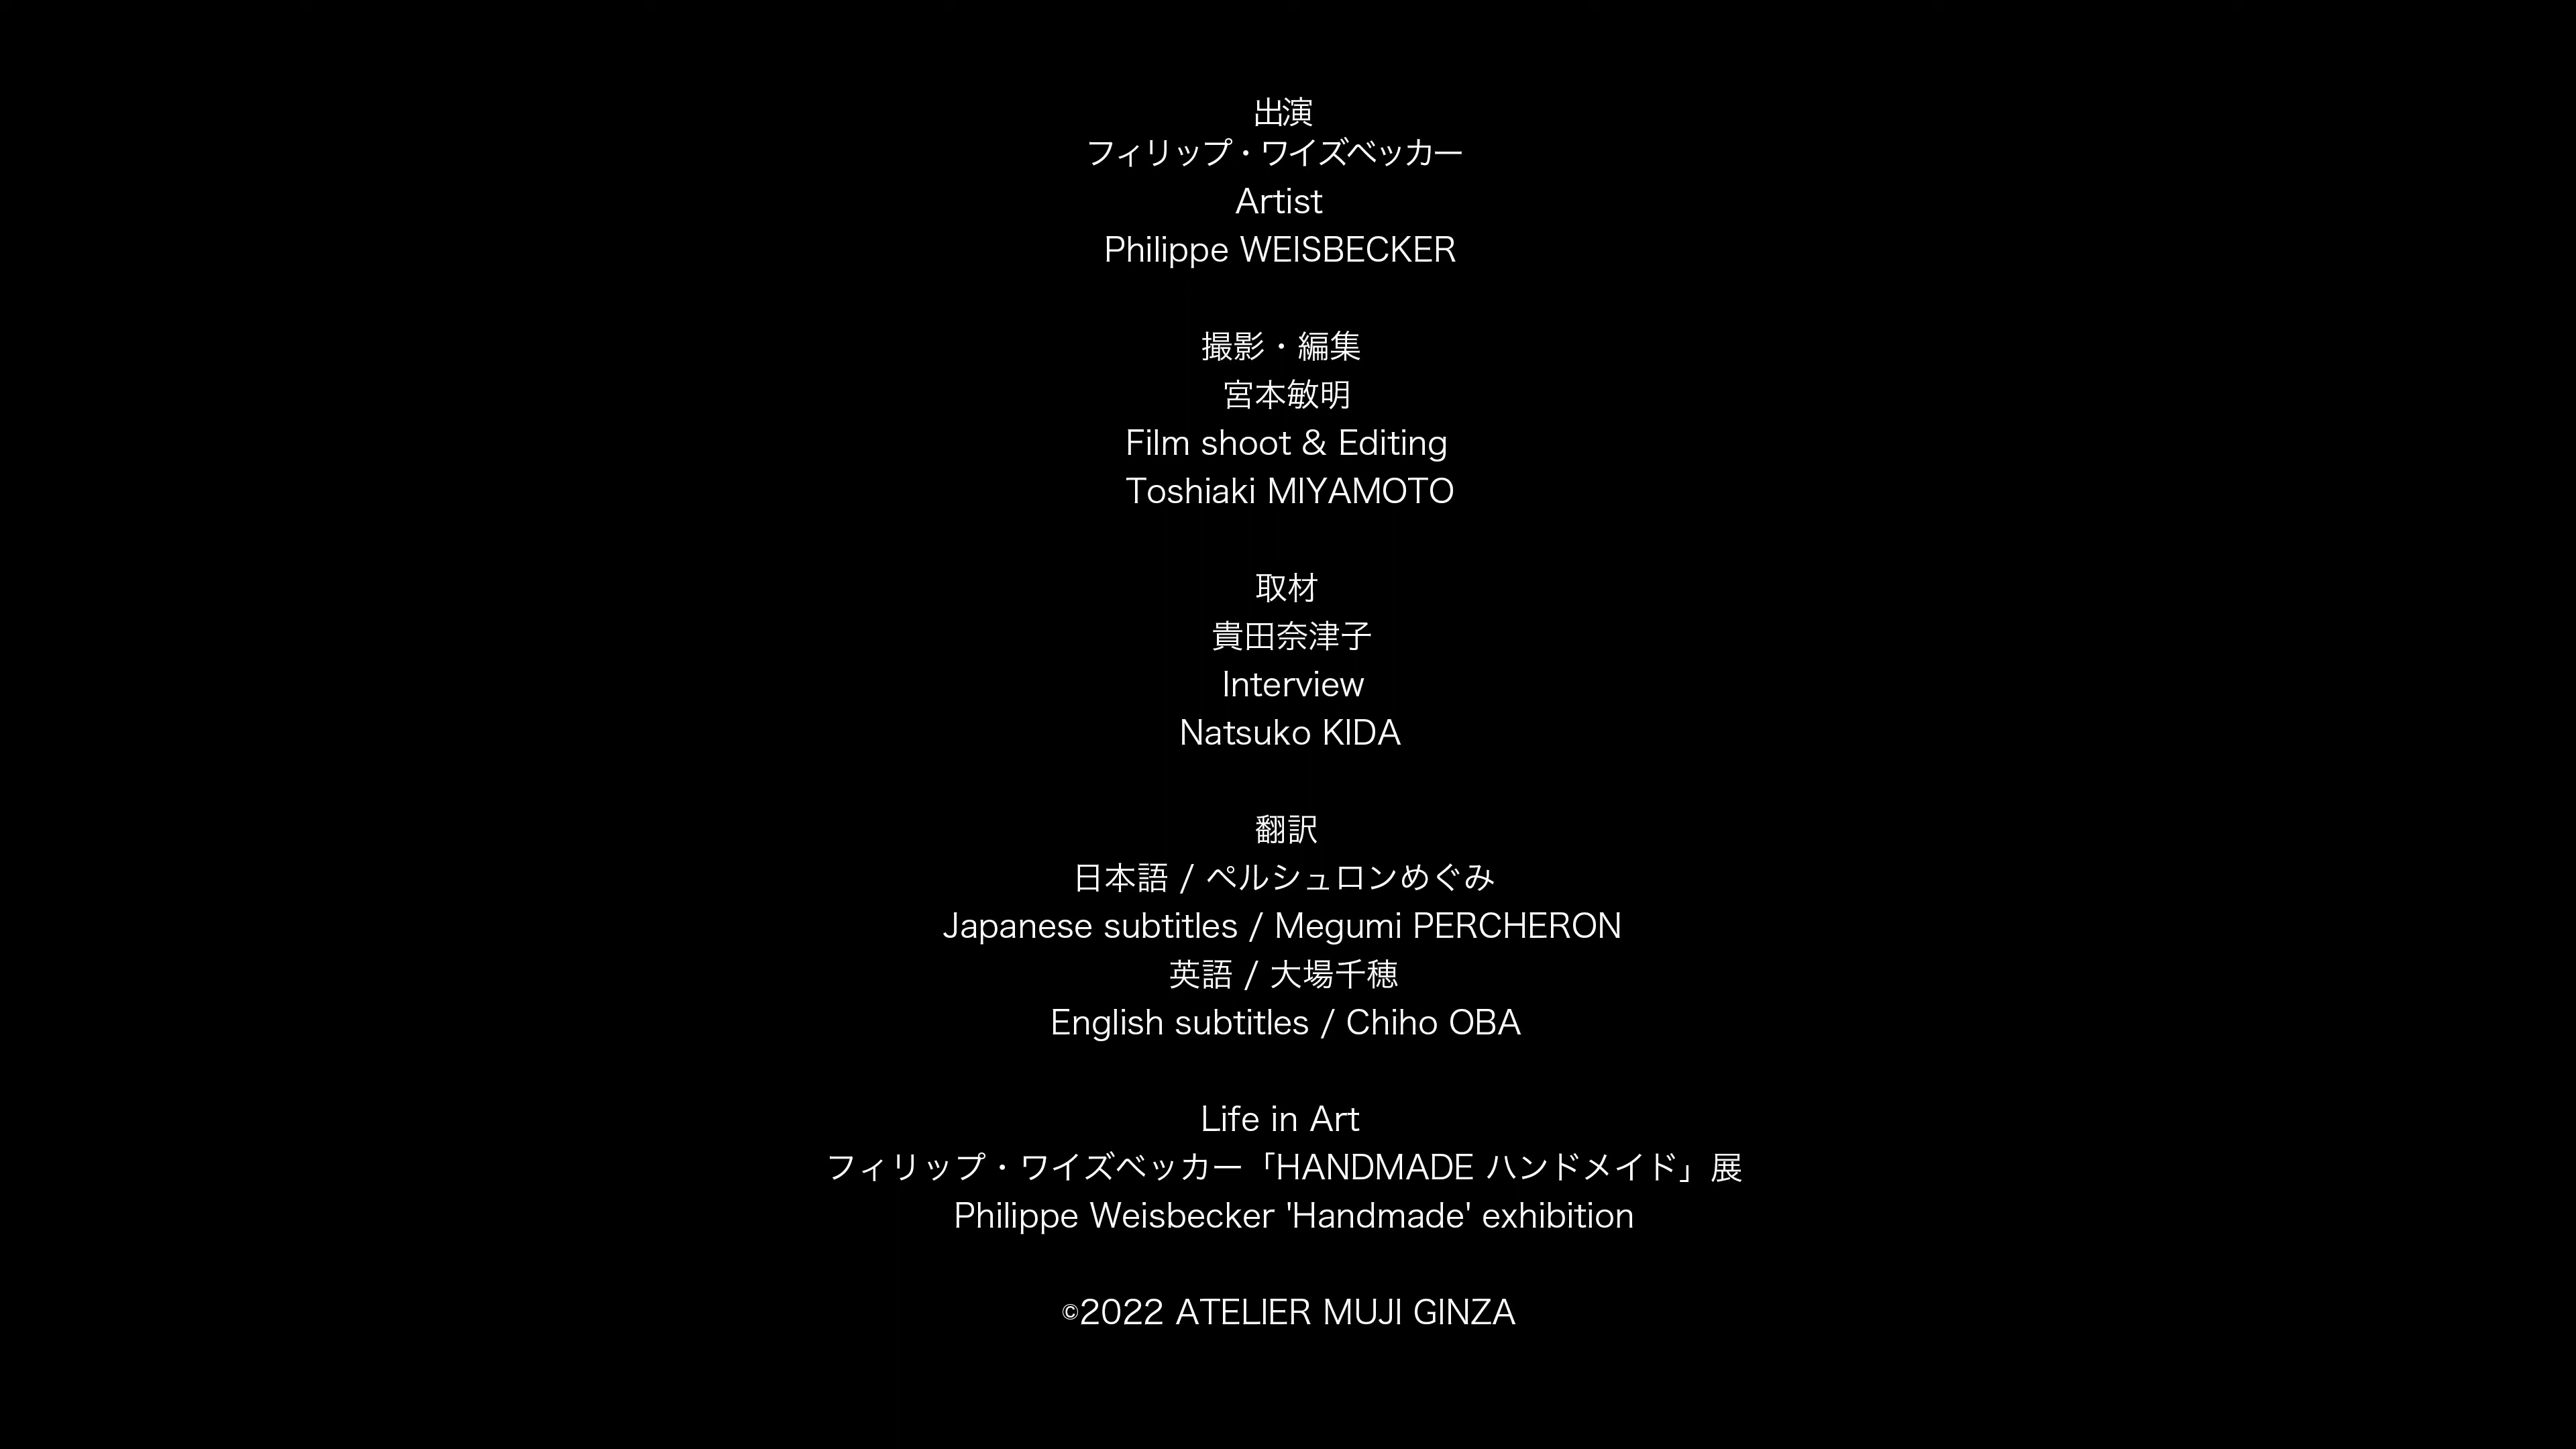 出演
フィリップ・ワイズベッカー
Artist
Philippe WEISBECKER
撮影・編集
宮本敏明
Film shoot & Editing
Toshiaki MIYAMOTO
取材
貴田奈津子
Interview
Natsuko KIDA
翻訳
日本語 / ペルシュロンめぐみ
Japanese subtitles / Megumi PERCHERON
英語 / 大場千穂
English subtitles / Chiho OBA
Life in Art
フィリップ・ワイズベッカー「HANDMADE ハンドメイド」展
Philippe Weisbecker 'Handmade' exhibition
©2022 ATELIER MUJI GINZA